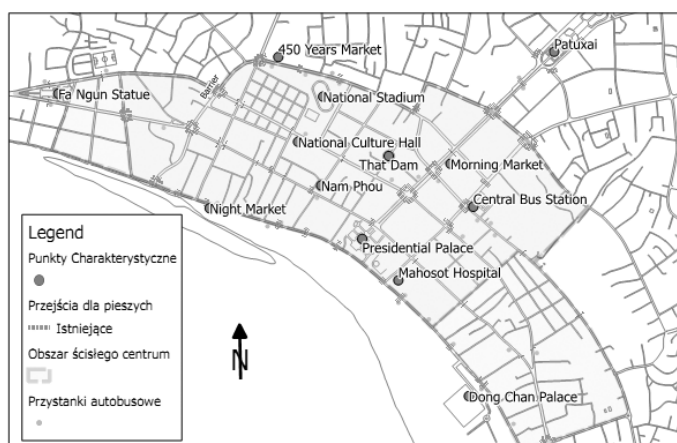 450 Years Market
Patuxai
Fa Ngun Statue
Barrier
National Stadium
National Culture Hall
That Dam
Morning Market
Nam Phou
Night Market
Central Bus Station
Presidential Palace
Mahosot Hospital
Dong Chan Palace
N
Legend
Punkty Charakterystyczne
Przejścia dla pieszych
Istniejące
Obszar ścisłego centrum
Przystanki autobusowe